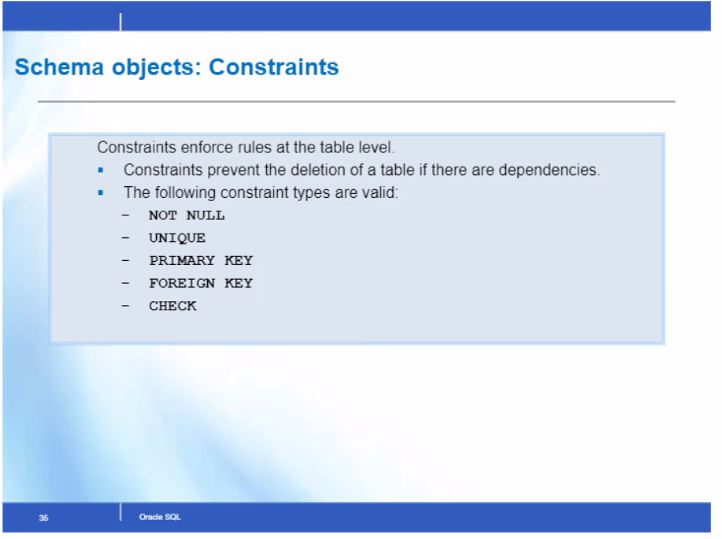 Schema objects: Constraints
Constraints enforce rules at the table level.
▪ Constraints prevent the deletion of a table if there are dependencies.
▪ The following constraint types are valid:
– NOT NULL
– UNIQUE
– PRIMARY KEY
– FOREIGN KEY
– CHECK
35
Oracle SQL